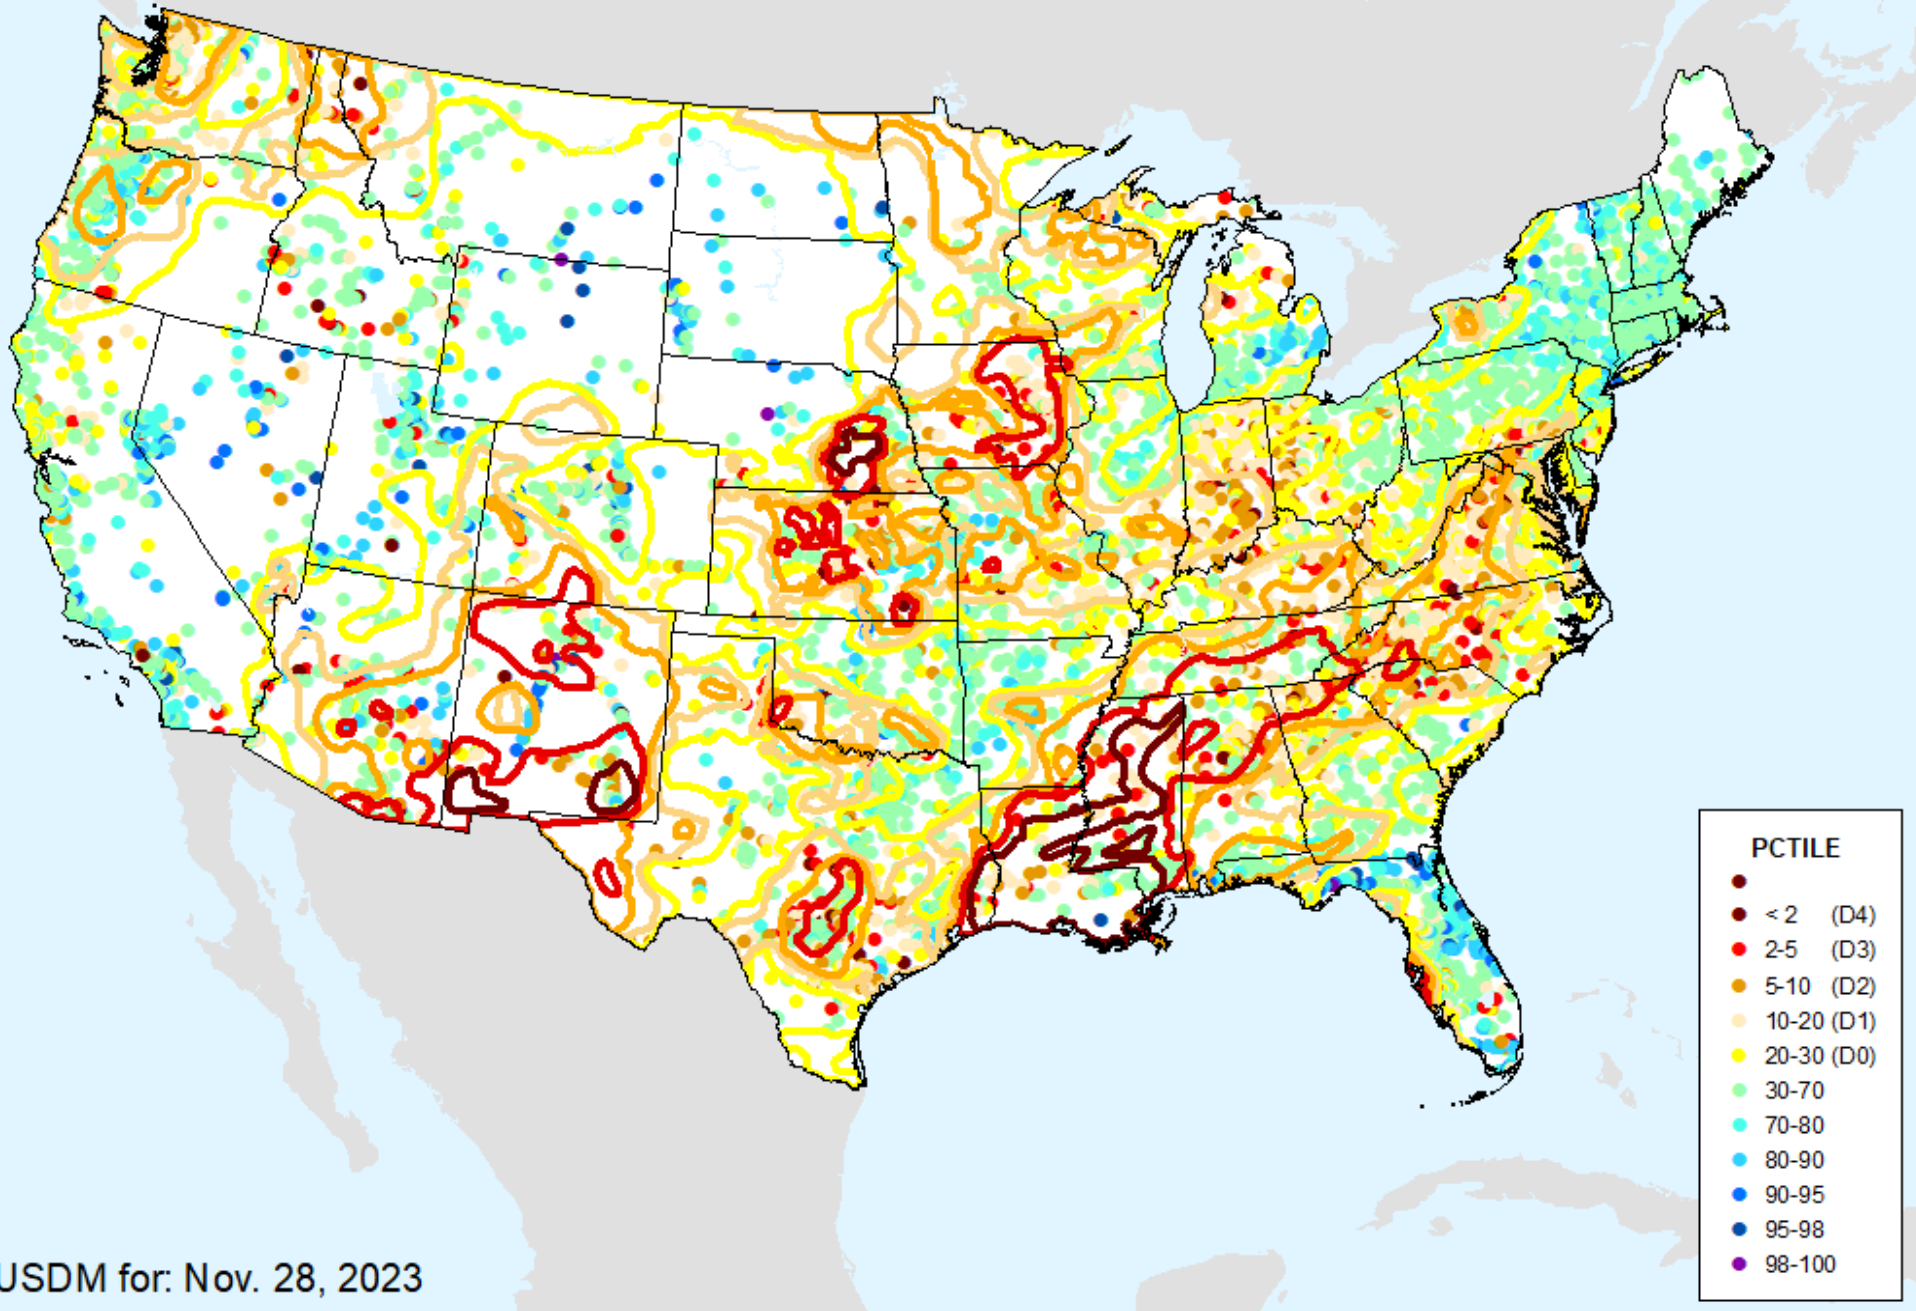 PCTILE
< 2 (D4)
2-5 (D3)
5-10 (D2)
10-20 (D1)
20-30 (D0)
30-70
70-80
80-90
90-95
95-98
98-100
USDM for: Nov. 28, 2023